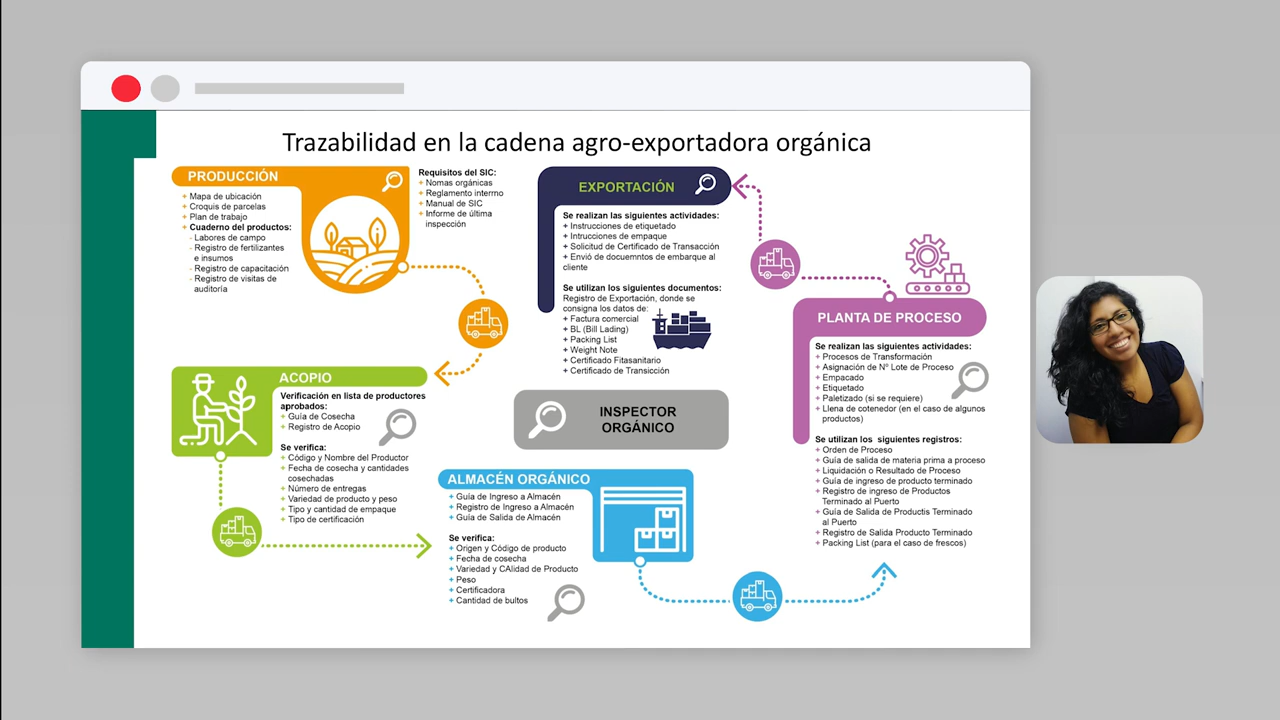 Trazabilidad en la cadena agro-exportadora orgánica
PRODUCCIÓN
+ Mapa de ubicación
+ Croquis de parcelas
+ Plan de trabajo
+ Cuaderno del productos:
- Labores de campo
- Registro de fertilizantes
e insumos
- Registro de capacitación
- Registro de visitas de
auditoría
Requisitos del SIC:
+ Nomas orgánicas
+ Reglamento interno
+ Manual de SIC
+ Informe de última
inspección
ACOPIO
Verificación en lista de productores
aprobados:
+ Guía de Cosecha
+ Registro de Acopio
Se verifica:
+ Código y Nombre del Productor
+ Fecha de cosecha y cantidades
cosechadas
+ Número de entregas
+ Variedad de producto y peso
+ Tipo y cantidad de empaque
+ Tipo de certificación
ALMACÉN ORGÁNICO
+ Guía de Ingreso a Almacén
+ Registro de Ingreso a Almacén
+ Guía de Salida de Almacén
Se verifica:
+ Origen y Código de producto
+ Fecha de cosecha
+ Variedad y CAlidad de Producto
+ Peso
+ Certificadora
+ Cantidad de bultos
INSPECTOR
ORGÁNICO
PLANTA DE PROCESO
Se realizan las siguientes actividades:
+ Procesos de Transformación
+ Asignación de Nº Lote de Proceso
+ Empacado
+ Etiquetado
+ Paletizado (si se requiere)
+ Llena de cotenedor (en el caso de algunos
productos)
Se utilizan los siguientes registros:
+ Orden de Proceso
+ Guía de salida de materia prima a proceso
+ Liquidación o Resultado de Proceso
+ Guía de ingreso de producto terminado
+ Registro de ingreso de Productos
Terminado al Puerto
+ Guía de Salida de Productis Terminado
al Puerto
+ Registro de Salida Producto Terminado
+ Packing List (para el caso de frescos)
EXPORTACIÓN
Se realizan las siguientes actividades:
+ Instrucciones de etiquetado
+ Intrucciones de empaque
+ Solicitud de Certificado de Transacción
+ Envió de docuemntos de embarque al
cliente
Se utilizan los siguientes documentos:
Registro de Exportación, donde se
consigna los datos de:
+ Factura comercial
+ BL (Bill Lading)
+ Packing List
+ Weight Note
+ Certificado Fitasanitario
+ Certificado de Transicción